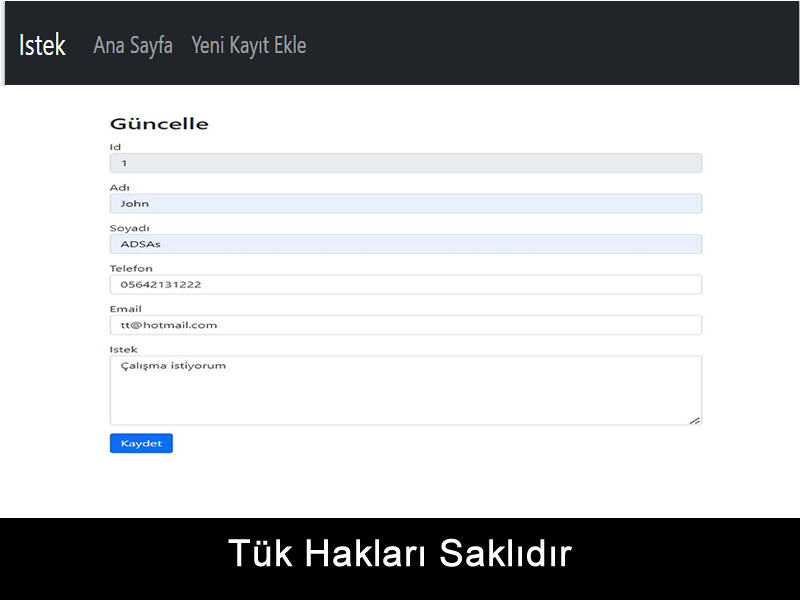 Istek Ana Sayfa Yeni Kayıt Ekle
Güncelle
Id
1
Adı
John
Soyadı
ADSAs
Telefon
05642131222
Email
tt@hotmail.com
Istek
Çalışma istiyorum
Kaydet
Tük Hakları Saklıdır